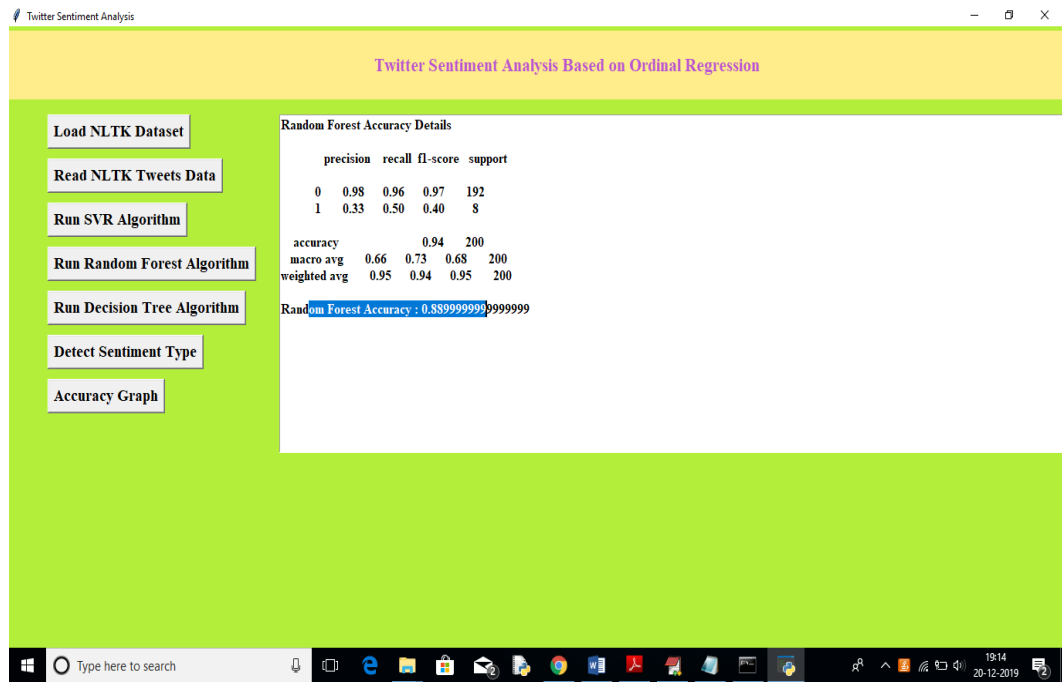 Twitter Sentiment Analysis
Twitter Sentiment Analysis Based on Ordinal Regression
Load NLTK Dataset
Read NLTK Tweets Data
Run SVR Algorithm
Run Random Forest Algorithm
Run Decision Tree Algorithm
Detect Sentiment Type
Accuracy Graph
Random Forest Accuracy Details
precision recall f1-score support
0 0.98 0.96 0.97 192
1 0.33 0.50 0.40 8
accuracy 0.94 200
macro avg 0.66 0.73 0.68 200
weighted avg 0.95 0.94 0.95 200
Random Forest Accuracy : 0.8899999999999999
Type here to search
19:14
20-12-2019